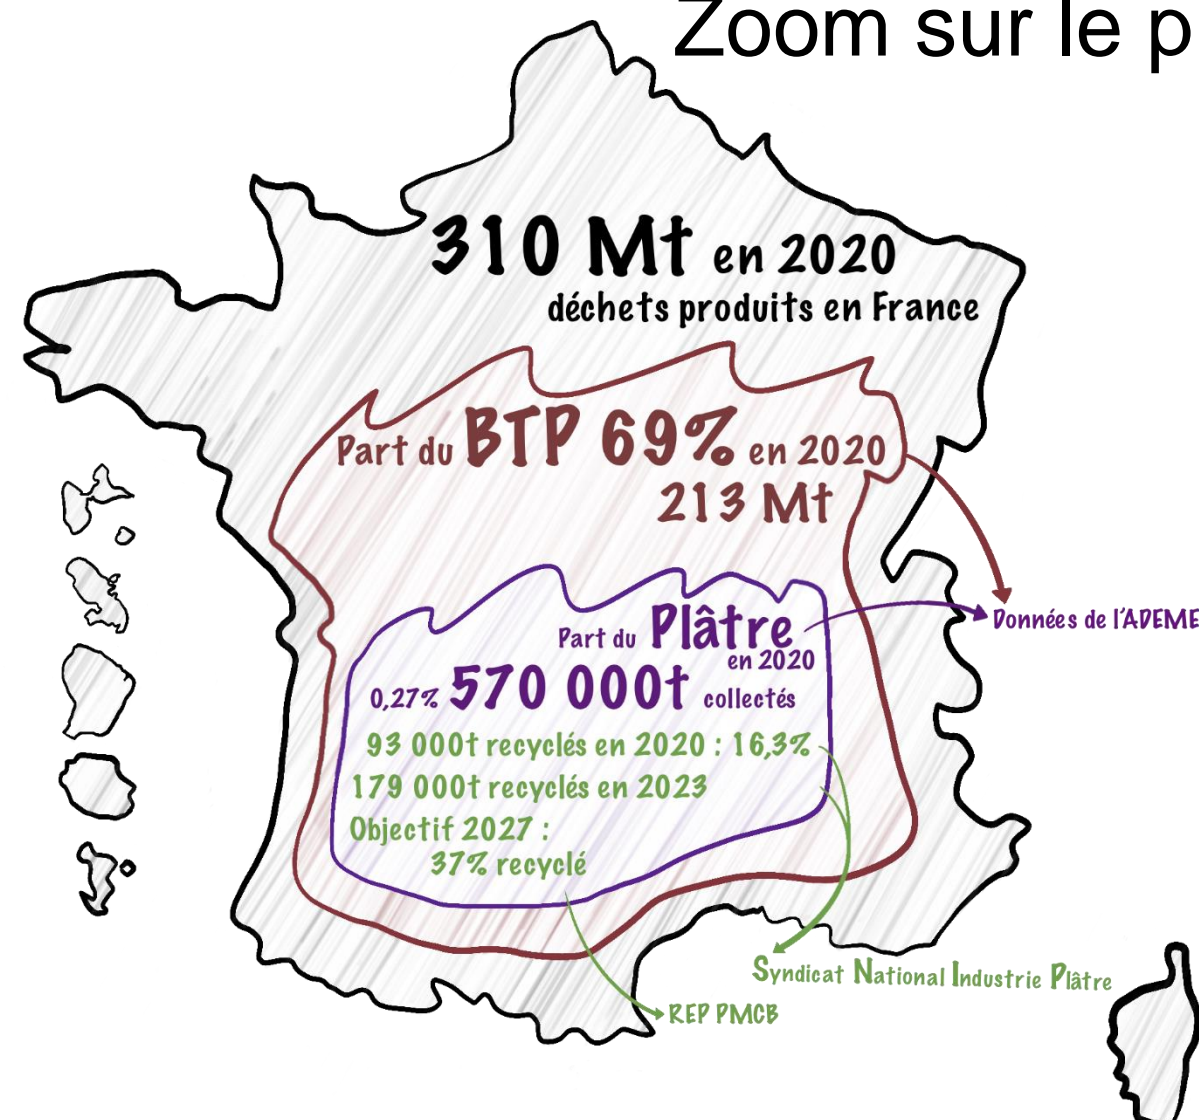 Zoom sur le p
310 Mt en 2020
déchets produits en France
Part du BTP 69% en 2020
213 Mt
Part du Plâtre
en 2020
0,27% 570 000t collectés
93 000t recyclés en 2020 : 16,3%
179 000t recyclés en 2023
Objectif 2027 :
37% recyclé
Données de l'ADEME
Syndicat National Industrie Plâtre
REP PMCB